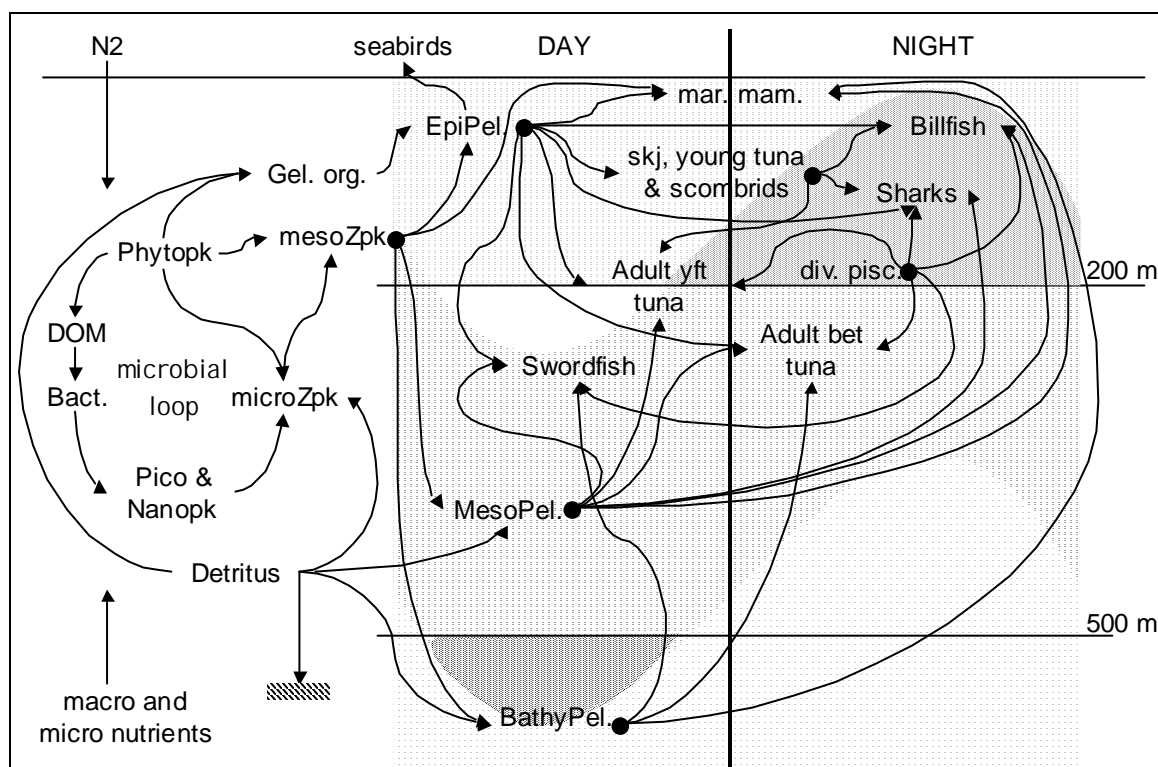 N2
seabirds
DAY
NIGHT
mar. mam.
EpiPel.
Billfish
skj, young tuna
& scombrids
Gel. org.
Sharks
Phytopk
mesoZpk
Adult yft
tuna
div. pisc.
200 m
DOM
Adult bet
tuna
microbial
loop
Swordfish
Bact.
microZpk
Pico &
Nanopk
MesoPel.
Detritus
500 m
macro and
micro nutrients
BathyPel.